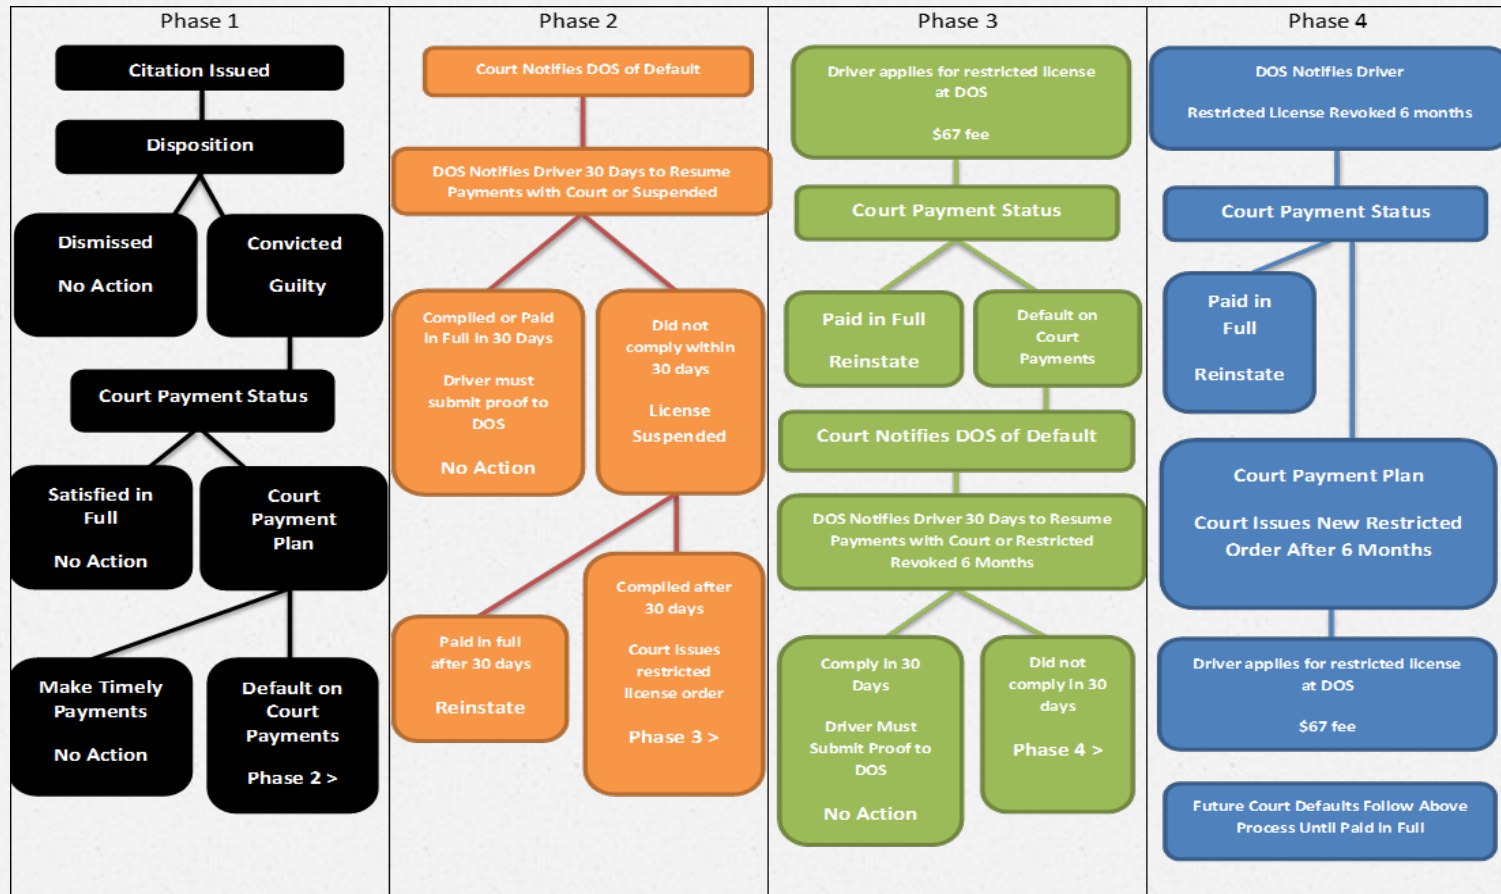 Phase 1
Citation Issued
Disposition
Dismissed
No Action
Convicted
Guilty
Court Payment Status
Satisfied in
Full
No Action
Court
Payment
Plan
Make Timely
Payments
No Action
Default on
Court
Payments
Phase 2 >
Phase 2
Court Notifies DOS of Default
DOS Notifies Driver 30 Days to Resume
Payments with Court or Suspended
Complied or Paid
in Full in 30 Days
Driver must
submit proof to
DOS
No Action
Did not
comply within
30 days
License
Suspended
Paid in full
after 30 days
Reinstate
Complied after
30 days
Court issues
restricted
license order
Phase 3 >
Phase 3
Driver applies for restricted license
at DOS
$67 fee
Court Payment Status
Paid in Full
Reinstate
Default on
Court
Payments
Court Notifies DOS of Default
DOS Notifies Driver 30 Days to Resume
Payments with Court or Restricted
Revoked 6 Months
Comply in 30
Days
Driver Must
Submit Proof to
DOS
No Action
Did not
comply in 30
days
Phase 4 >
Phase 4
DOS Notifies Driver
Restricted License Revoked 6 months
Court Payment Status
Paid in
Full
Reinstate
Court Payment Plan
Court Issues New Restricted
Order After 6 Months
Driver applies for restricted license
at DOS
$67 fee
Future Court Defaults Follow Above
Process Until Paid in Full